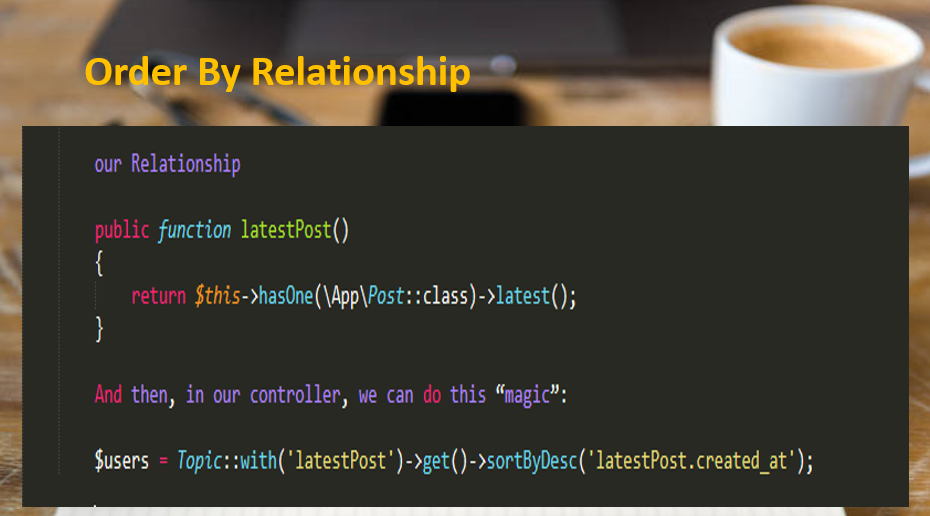 Order By Relationship
our Relationship
public function latestPost()
{
return $this->hasOne(\App\Post::class)->latest();
}
And then, in our controller, we can do this “magic”:
$users = Topic::with('latestPost')->get()->sortByDesc('latestPost.created_at');